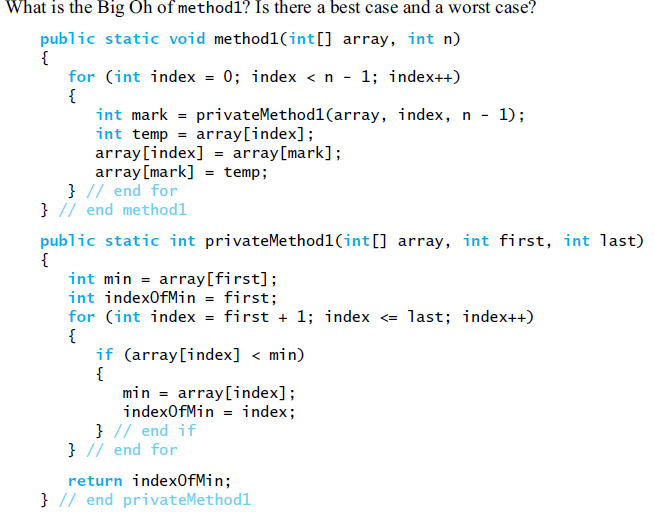 What is the Big Oh of method1? Is there a best case and a worst case?
public static void method1(int[] array, int n)
{
for (int index = 0; index < n - 1; index++)
{
int mark = privateMethod1(array, index, n - 1);
int temp = array[index];
array[index] = array[mark];
array[mark] = temp;
} // end for
} // end method1
public static int privateMethod1(int[] array, int first, int last)
{
int min = array[first];
int indexOfMin = first;
for (int index = first + 1; index <= last; index++)
{
if (array[index] < min)
{
min = array[index];
indexOfMin = index;
} // end if
} // end for
return indexOfMin;
} // end privateMethod1